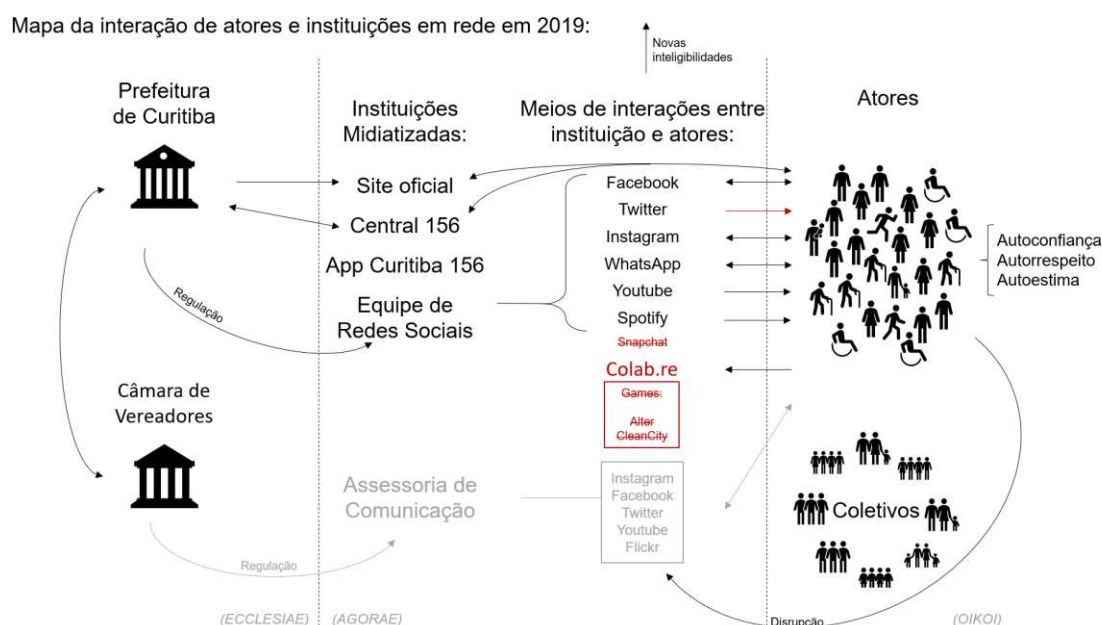 Mapa da interação de atores e instituições em rede em 2019:
Novas
inteligibilidades
Prefeitura
de Curitiba
Instituições
Midiatizadas:
Meios de interações entre
instituição e atores:
Atores
Site oficial
Central 156
App Curitiba 156
Equipe de
Redes Sociais
Regulação
Facebook
Twitter
Instagram
WhatsApp
Youtube
Spotify
Snapchat
Colab.re
Games:
Alter
CleanCity
Autoconfiança
Autorrespeito
Autoestima
Câmara de
Vereadores
Assessoria de
Comunicação
Regulação
Instagram
Facebook
Twitter
Youtube
Flickr
Coletivos
Disrupção
(ECCLESIAE)
(AGORAE)
(OIKOI)